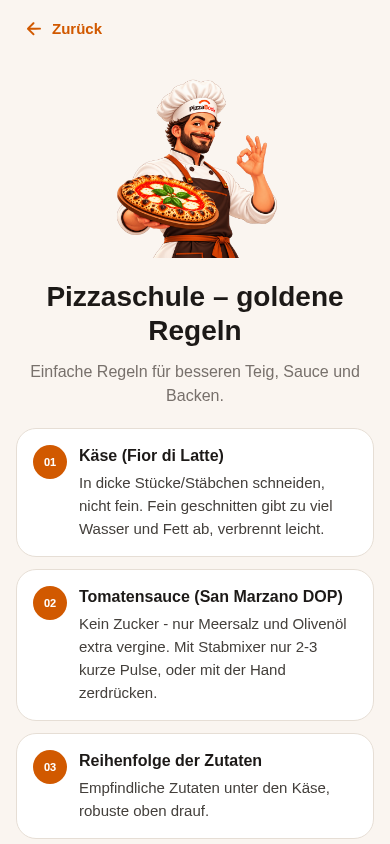 Zurück
Pizzaschule – goldene
Regeln
Einfache Regeln für besseren Teig, Sauce und
Backen.
01
Käse (Fior di Latte)
In dicke Stücke/Stäbchen schneiden,
nicht fein. Fein geschnitten gibt zu viel
Wasser und Fett ab, verbrennt leicht.
02
Tomatensauce (San Marzano DOP)
Kein Zucker - nur Meersalz und Olivenöl
extra vergine. Mit Stabmixer nur 2-3
kurze Pulse, oder mit der Hand
zerdrücken.
03
Reihenfolge der Zutaten
Empfindliche Zutaten unter den Käse,
robuste oben drauf.